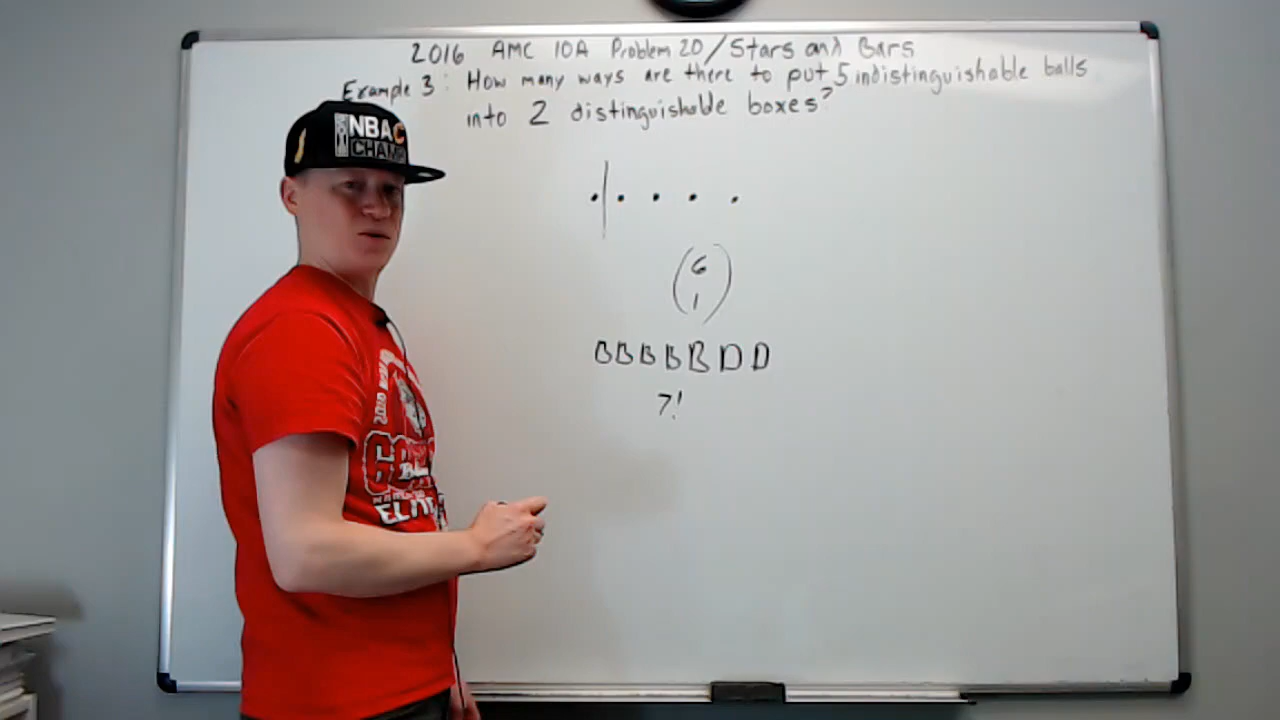 2016 AMC 10A Problem 20/Stars and Bars
Example 3: How many ways are there to put 5 indistinguishable balls
into 2 distinguishable boxes?
NBA
CHAMP
(6
1)
BBBBBDD
7!
ELITE